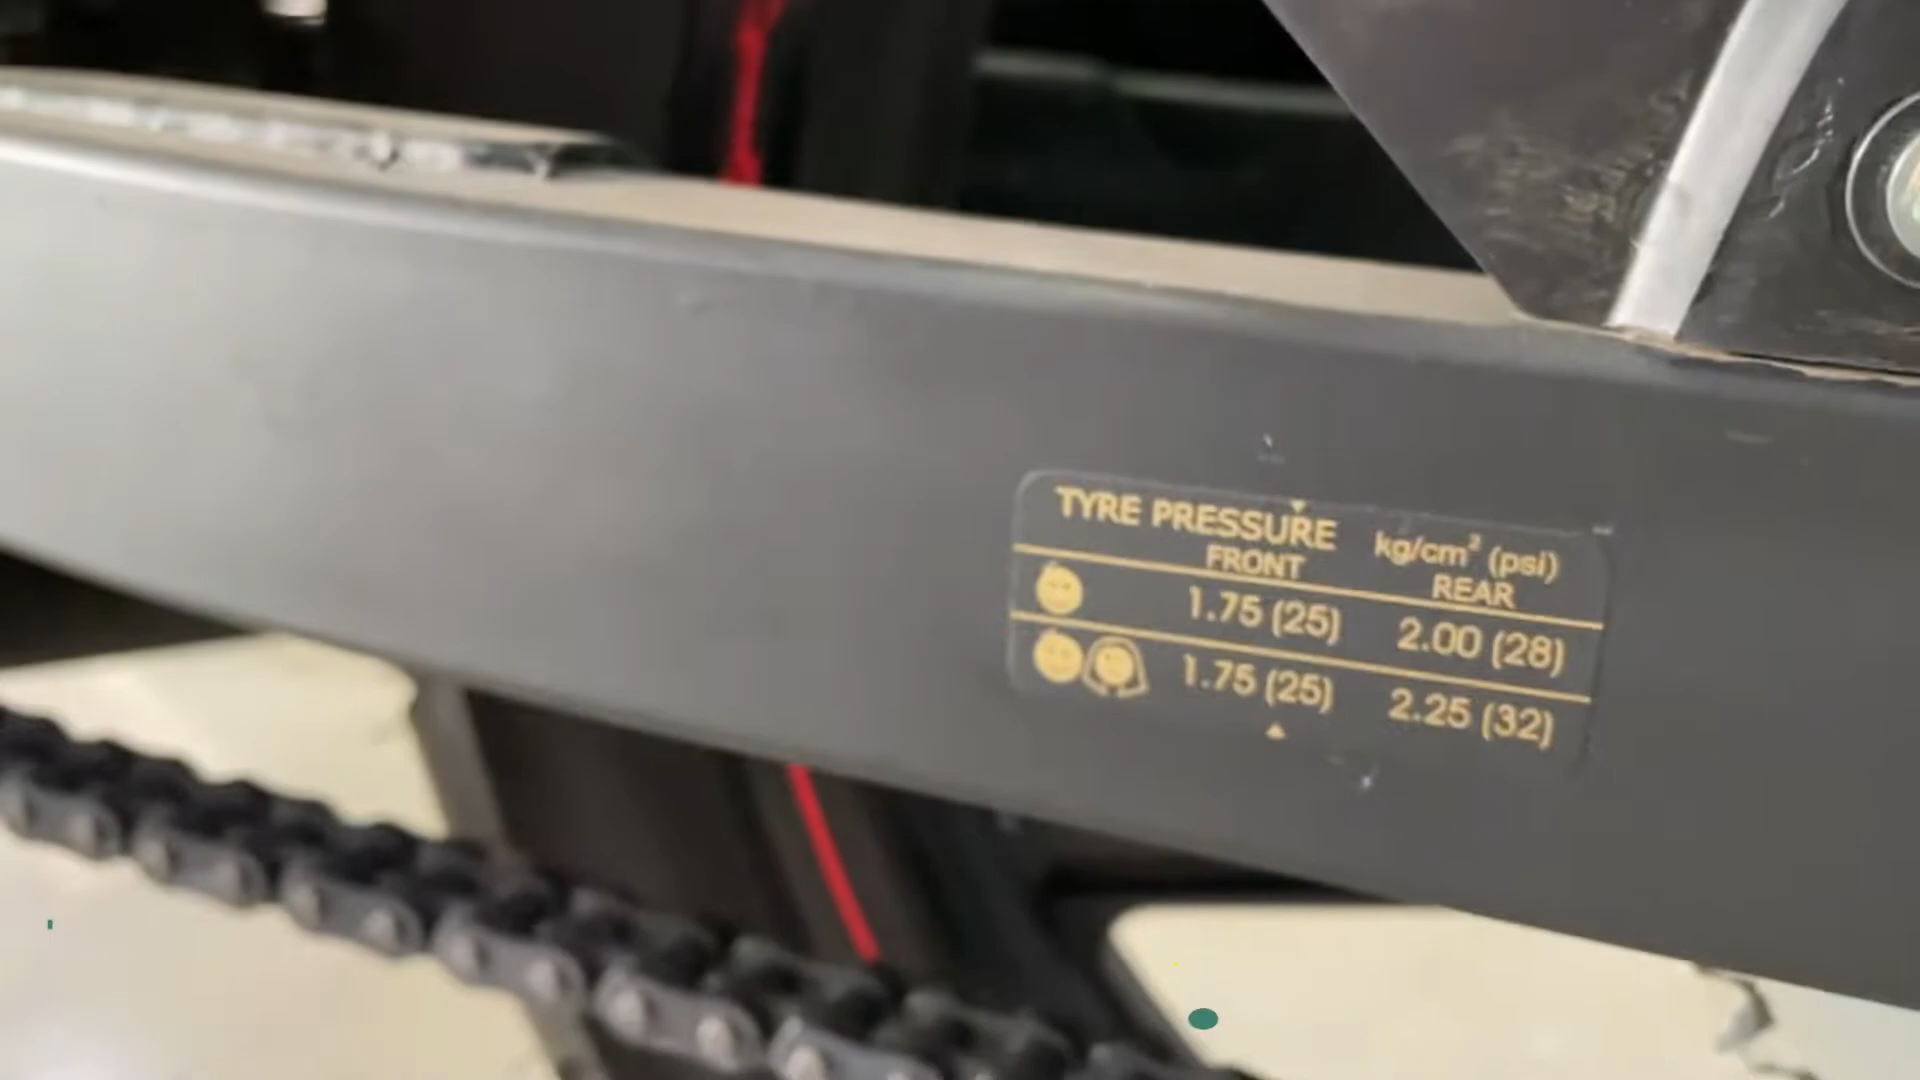 TYRE PRESSURE kg/cm² (psi)
FRONT REAR
1.75 (25) 2.00 (28)
1.75 (25) 2.25 (32)